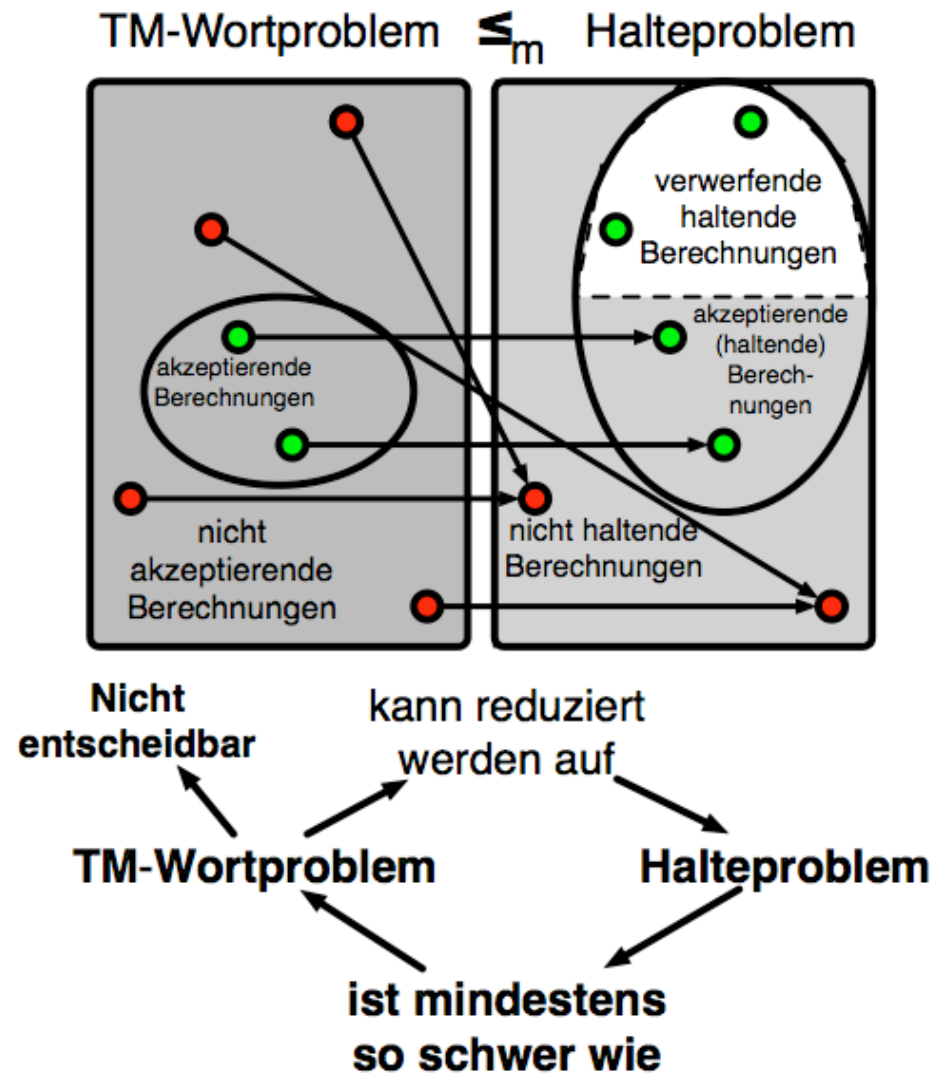 TM-Wortproblem ≤m Halteproblem
verwerfende
haltende
Berechnungen
akzeptierende
(haltende)
Berech-
nungen
akzeptierende
Berechnungen
nicht
akzeptierende
Berechnungen
nicht haltende
Berechnungen
Nicht
entscheidbar
kann reduziert
werden auf
TM-Wortproblem
Halteproblem
ist mindestens
so schwer wie